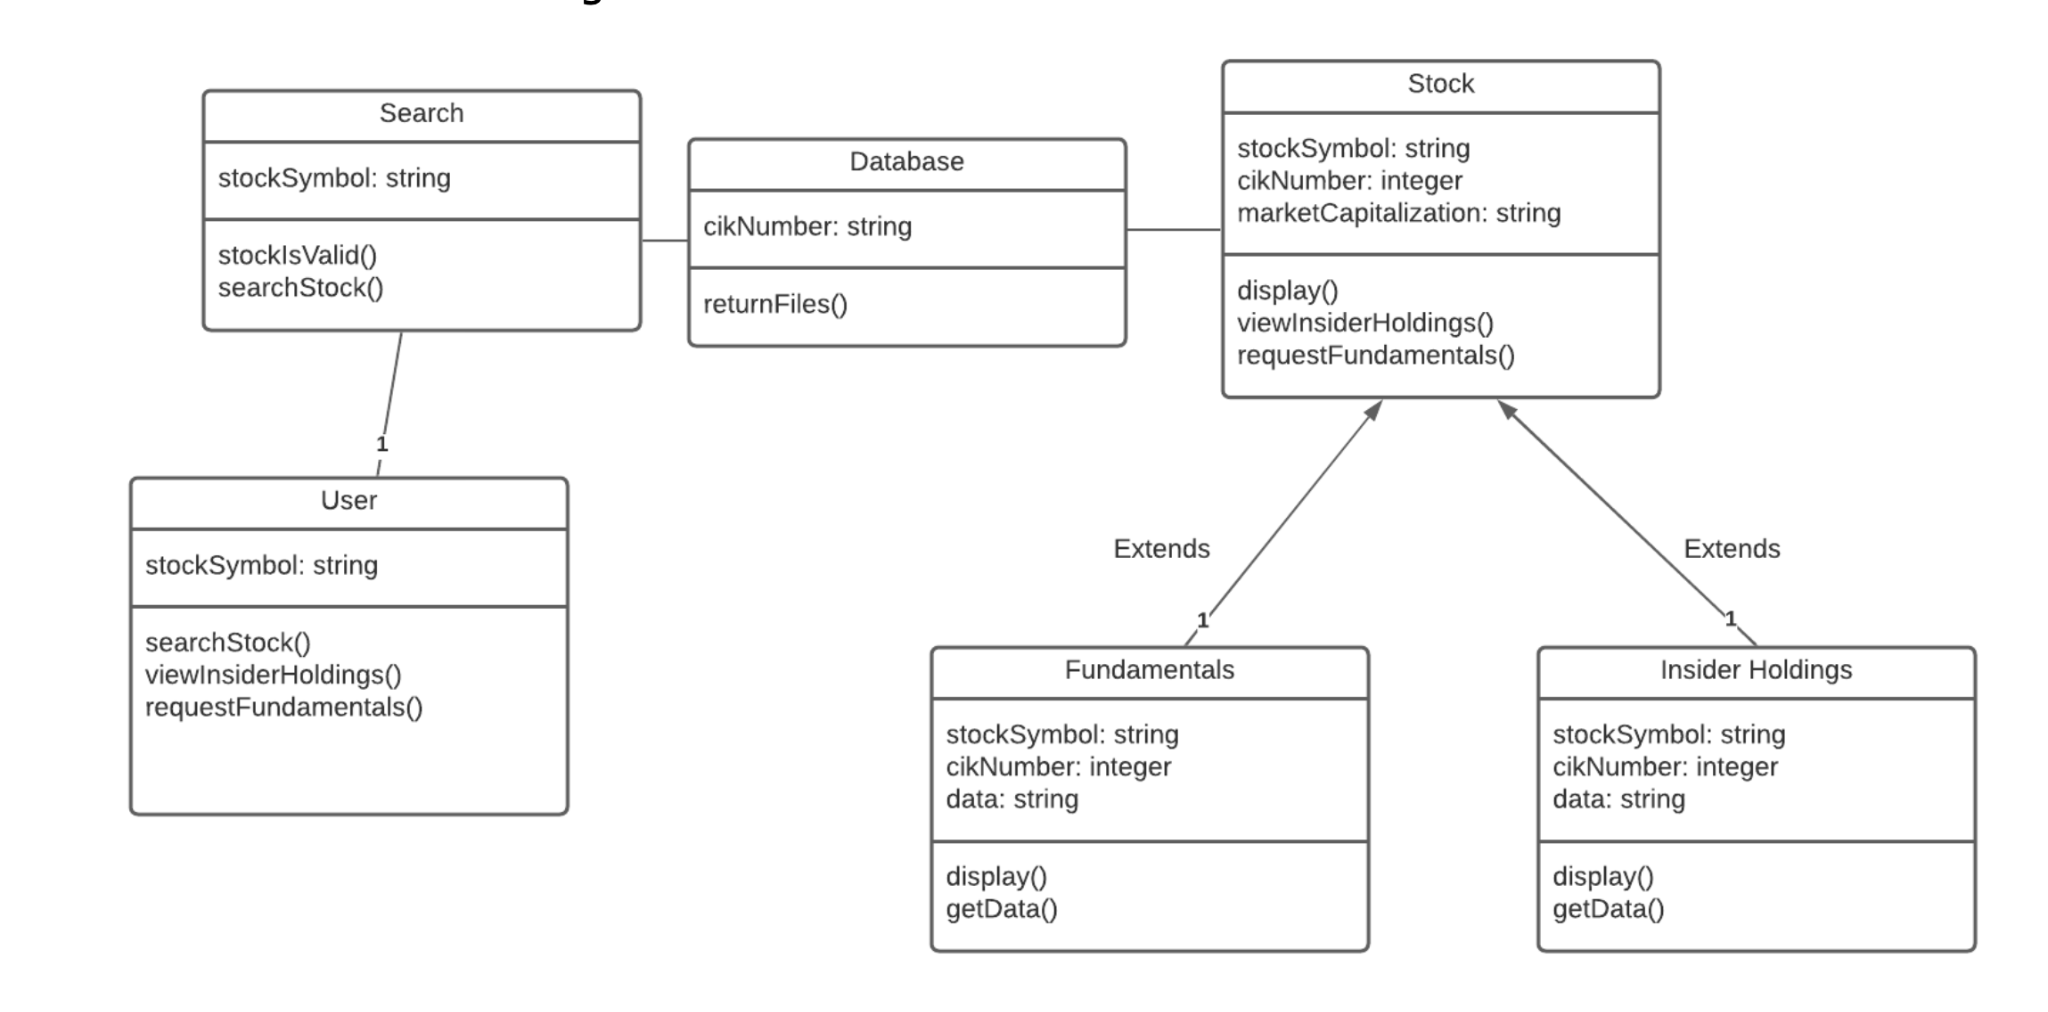 Search
stockSymbol: string
stockIsValid()
searchStock()
Database
cikNumber: string
returnFiles()
Stock
stockSymbol: string
cikNumber: integer
marketCapitalization: string
display()
viewInsiderHoldings()
requestFundamentals()
1
User
stockSymbol: string
searchStock()
viewInsiderHoldings()
requestFundamentals()
Extends
Extends
1
1
Fundamentals
stockSymbol: string
cikNumber: integer
data: string
display()
getData()
Insider Holdings
stockSymbol: string
cikNumber: integer
data: string
display()
getData()